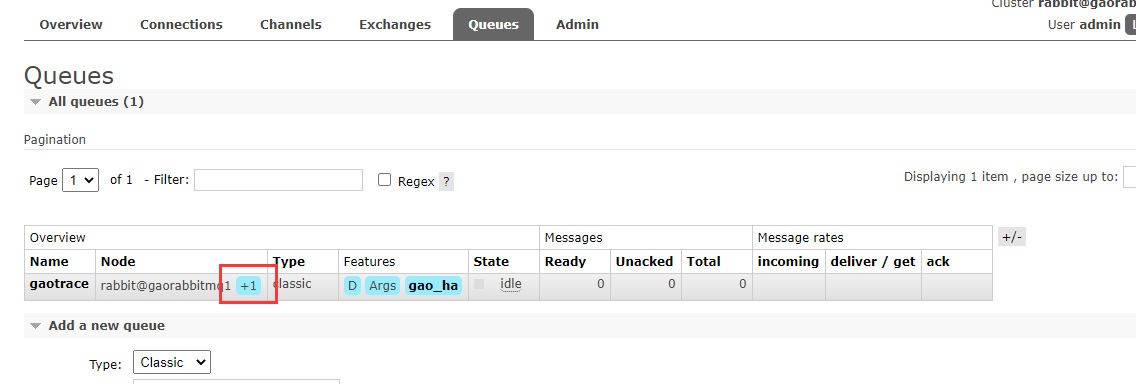 Cluster rabbit@gaorab
Overview Connections Channels Exchanges Queues Admin
User admin
Queues
All queues (1)
Pagination
Page 1 of 1 - Filter: Regex ? Displaying 1 item , page size up to:
Overview Messages Message rates +/-
Name Node Type Features State Ready Unacked Total incoming deliver / get ack
gaotrace rabbit@gaorabbitmq1 +1 classic D Args gao_ha idle 0 0 0
Add a new queue
Type: Classic